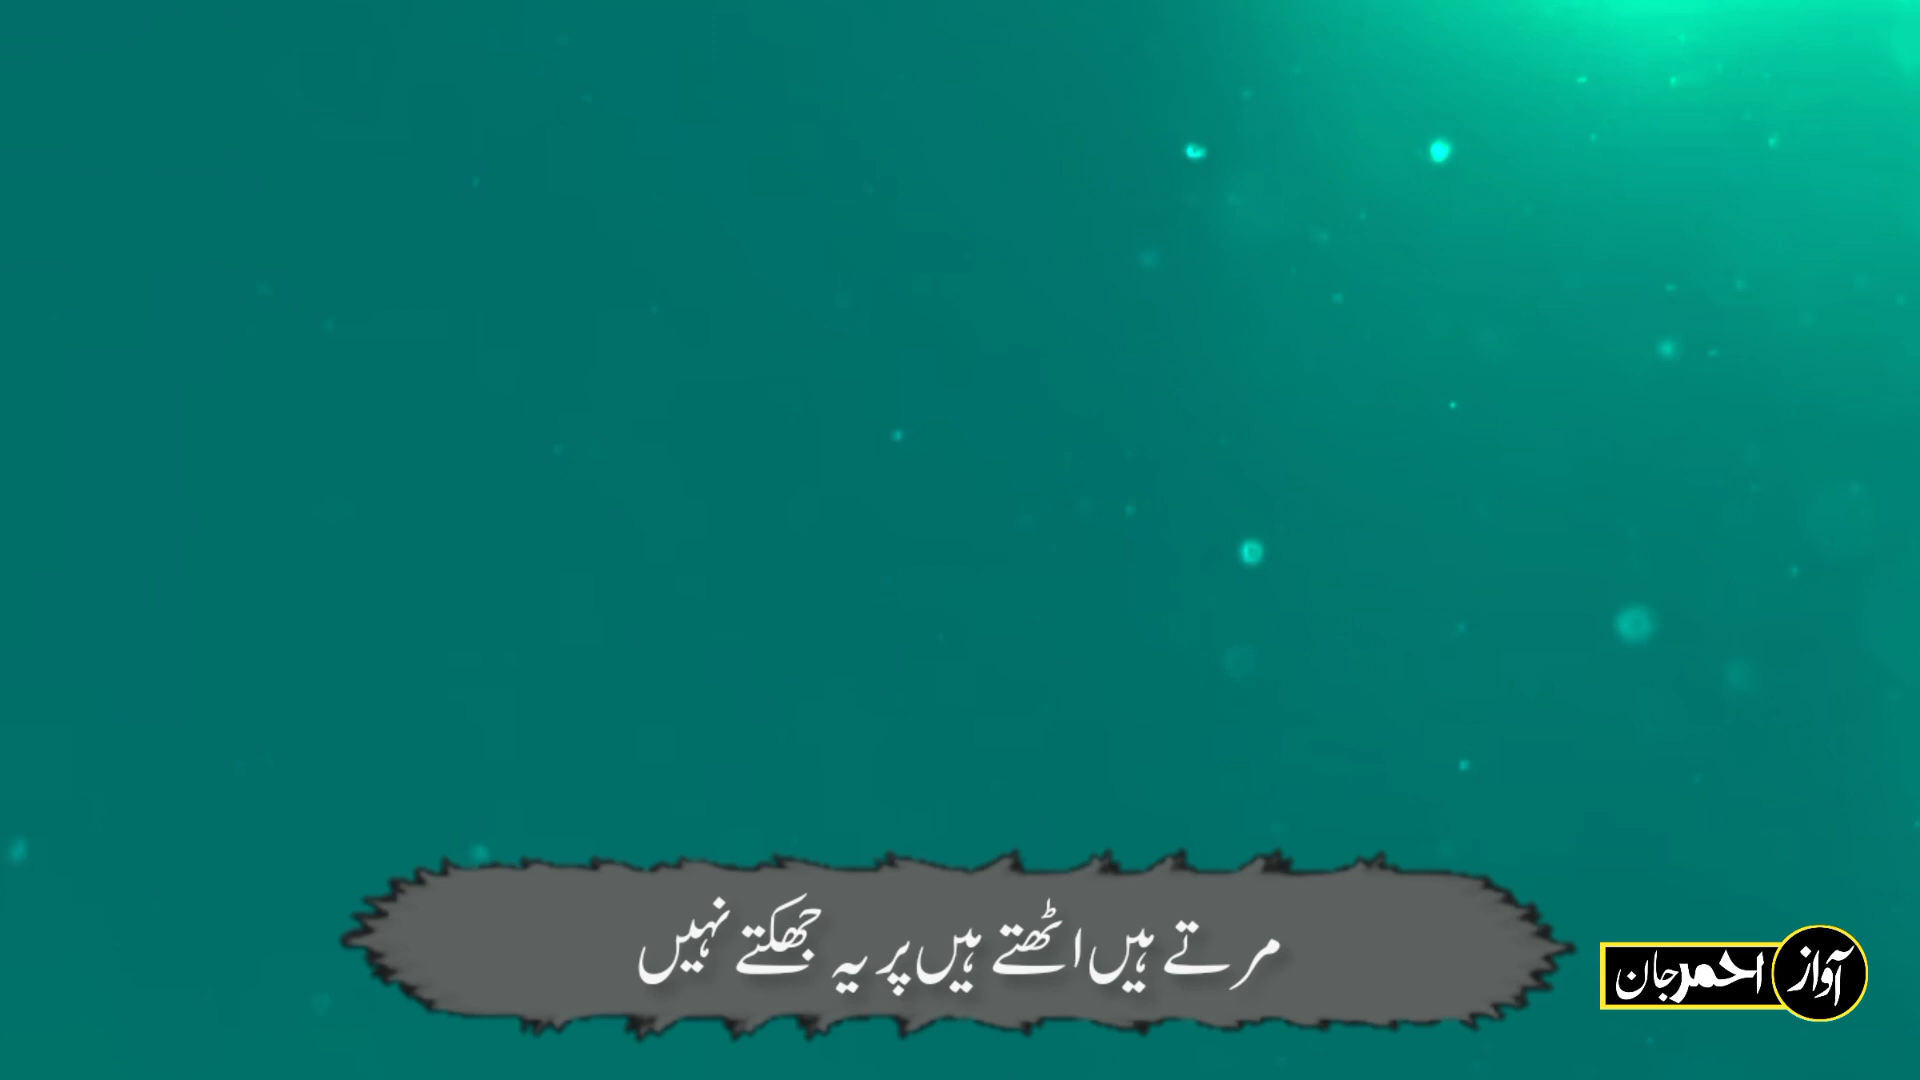 مرتے ہیں اٹھتے ہیں پر یہ جھکتے نہیں
آواز احمر جان